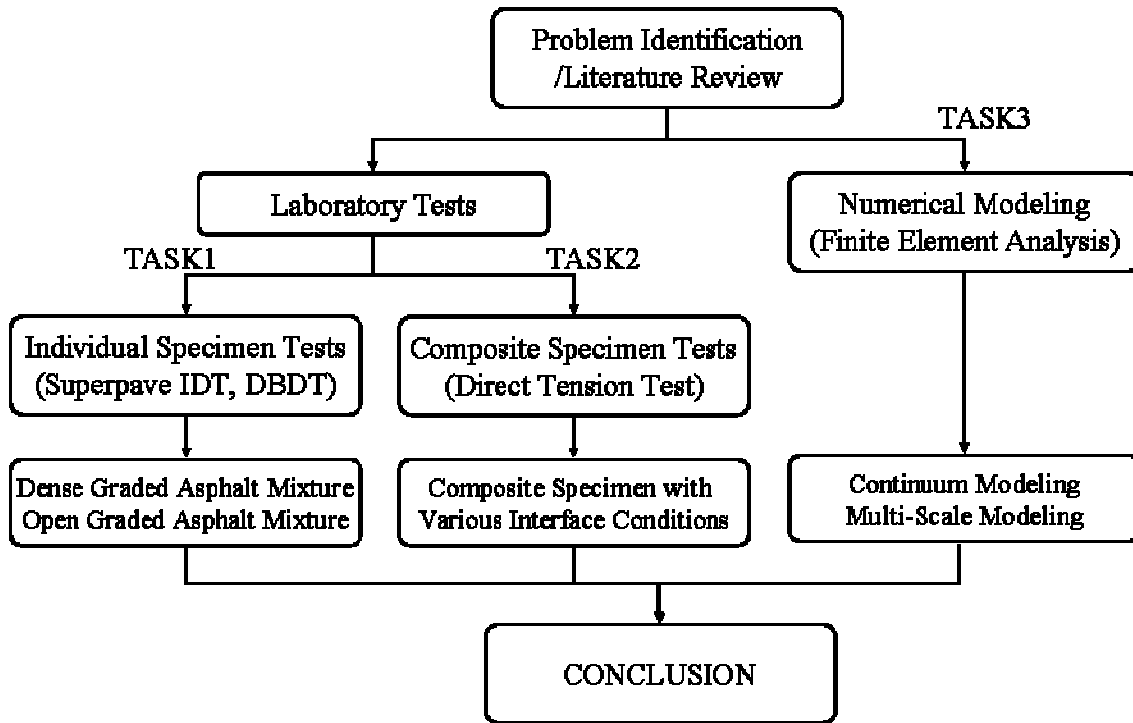 Problem Identification
/Literature Review
TASK3
Laboratory Tests
Numerical Modeling
(Finite Element Analysis)
TASK1
TASK2
Individual Specimen Tests
(Superpave IDT, DBDT)
Composite Specimen Tests
(Direct Tension Test)
Dense Graded Asphalt Mixture
Open Graded Asphalt Mixture
Composite Specimen with
Various Interface Conditions
Continuum Modeling
Multi-Scale Modeling
CONCLUSION